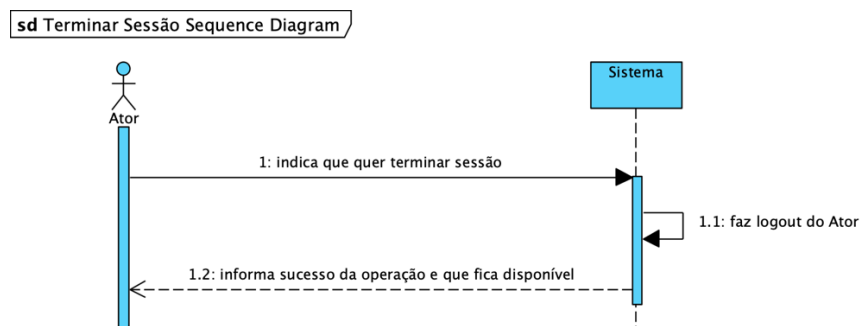 sd Terminar Sessão Sequence Diagram
Ator
Sistema
1: indica que quer terminar sessão
1.1: faz logout do Ator
1.2: informa sucesso da operação e que fica disponível